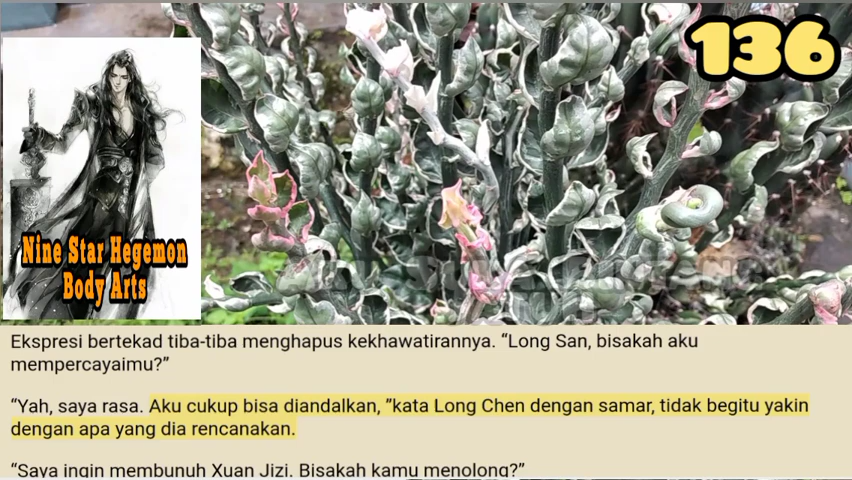 136
Nine Star Hegemon
Body Arts
Ekspresi bertekad tiba-tiba menghapus kekhawatirannya. “Long San, bisakah aku
mempercayaimu?”
“Yah, saya rasa. Aku cukup bisa diandalkan, ”kata Long Chen dengan samar, tidak begitu yakin
dengan apa yang dia rencanakan.
“Saya ingin membunuh Xuan Jizi. Bisakah kamu menolong?”